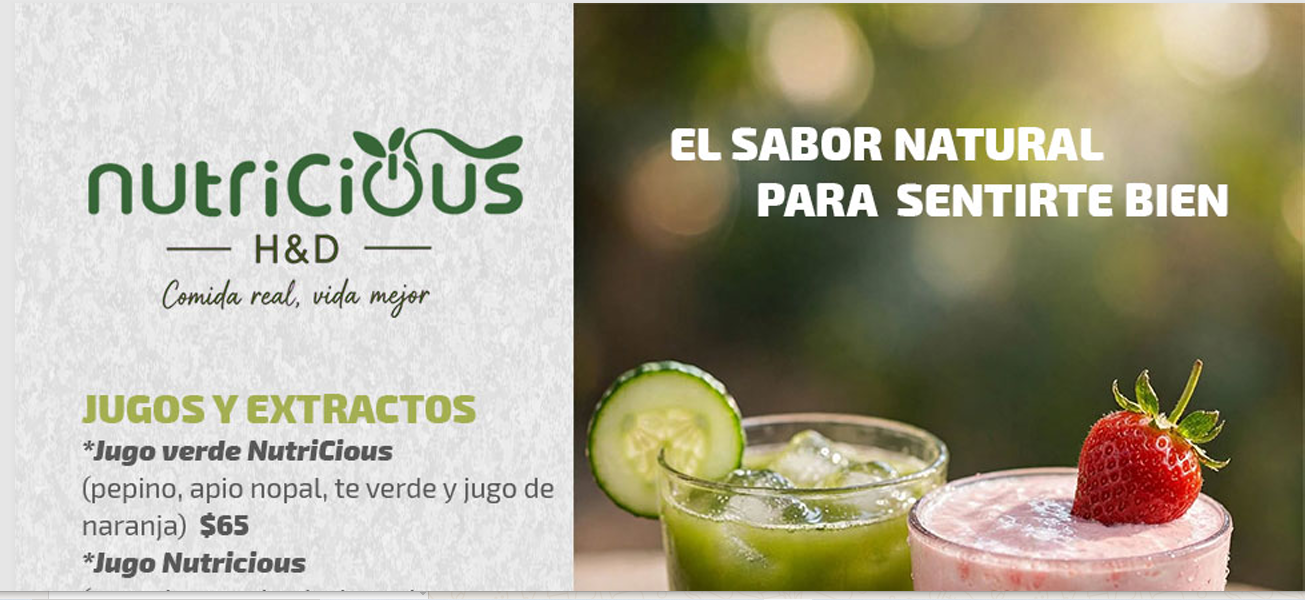 nutriCiOUS
H&D
Comida real, vida mejor
JUGOS Y EXTRACTOS
*Jugo verde NutriCious
(pepino, apio nopal, te verde y jugo de
naranja) $65
*Jugo Nutricious
EL SABOR NATURAL
PARA SENTIRTE BIEN